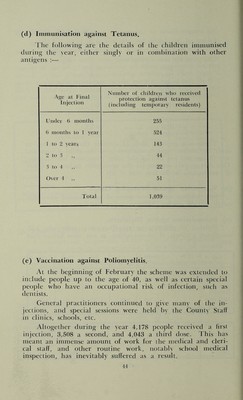 (d) Immunisation against Tetanus.
The following are the details of the children immunised
during the year, either singly or in combination with other
antigens :—
Age at Final
Injection
Number of children who received
protection against tetanus
(including temporary residents)
Under 6 months 255
6 months to 1 year 524
1 to 2 years 143
2 to 3 „ 44
3 to 4 „ 22
Over 4 „ 51
Total 1,039
(e) Vaccination against Poliomyelitis.
At the beginning of February the scheme was extended to
include people up to the age of 40, as well as certain special
people who have an occupational risk of infection, such as
dentists.
General practitioners continued to give many of the in-
jections, and special sessions were held by the County Staff
in clinics, schools, etc.
Altogether during the year 4,178 people received a first
injection, 3,508 a second, and 4,043 a third dose. This has
meant an immense amount of work for the medical and cleri-
cal staff, and other routine work, notably school medical
inspection, has inevitably suffered as a result.
44